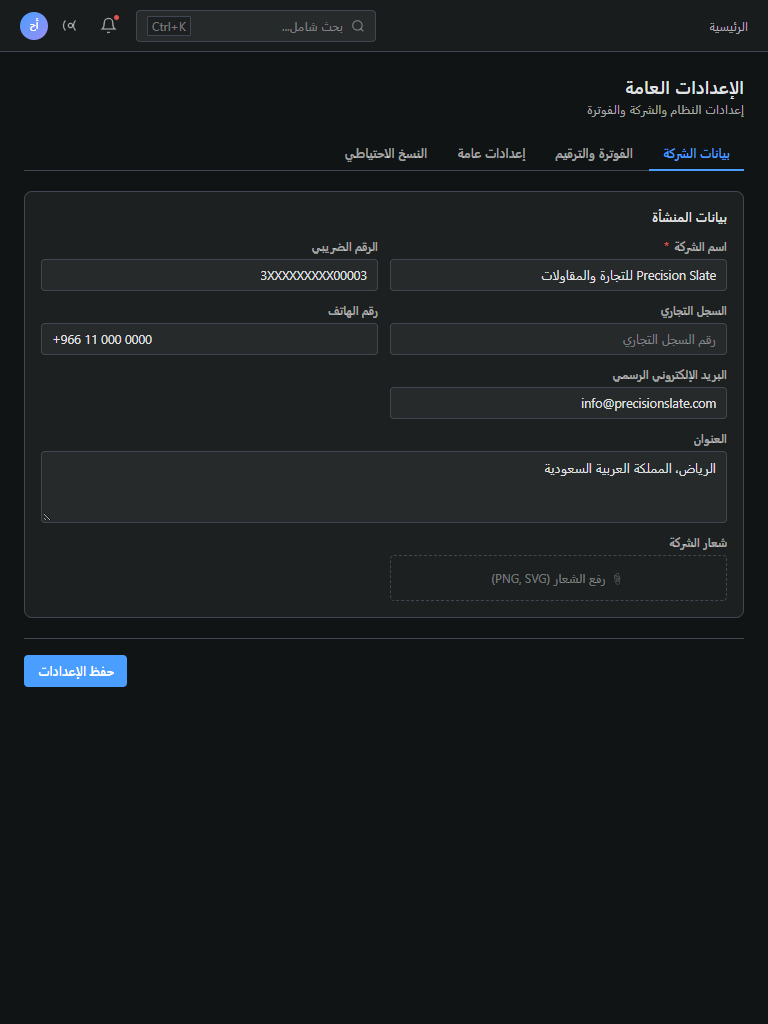 الرئيسية
بحث شامل... Ctrl+K
أح
الإعدادات العامة
إعدادات النظام والشركة والفوترة
بيانات الشركة
الفوترة والترقيم
إعدادات عامة
النسخ الاحتياطي
بيانات المنشأة
اسم الشركة *
Precision Slate للتجارة والمقاولات
الرقم الضريبي
3XXXXXXXXX00003
السجل التجاري
رقم السجل التجاري
رقم الهاتف
+966 11 000 0000
البريد الإلكتروني الرسمي
info@precisionslate.com
العنوان
الرياض، المملكة العربية السعودية
شعار الشركة
رفع الشعار (PNG, SVG)
حفظ الإعدادات